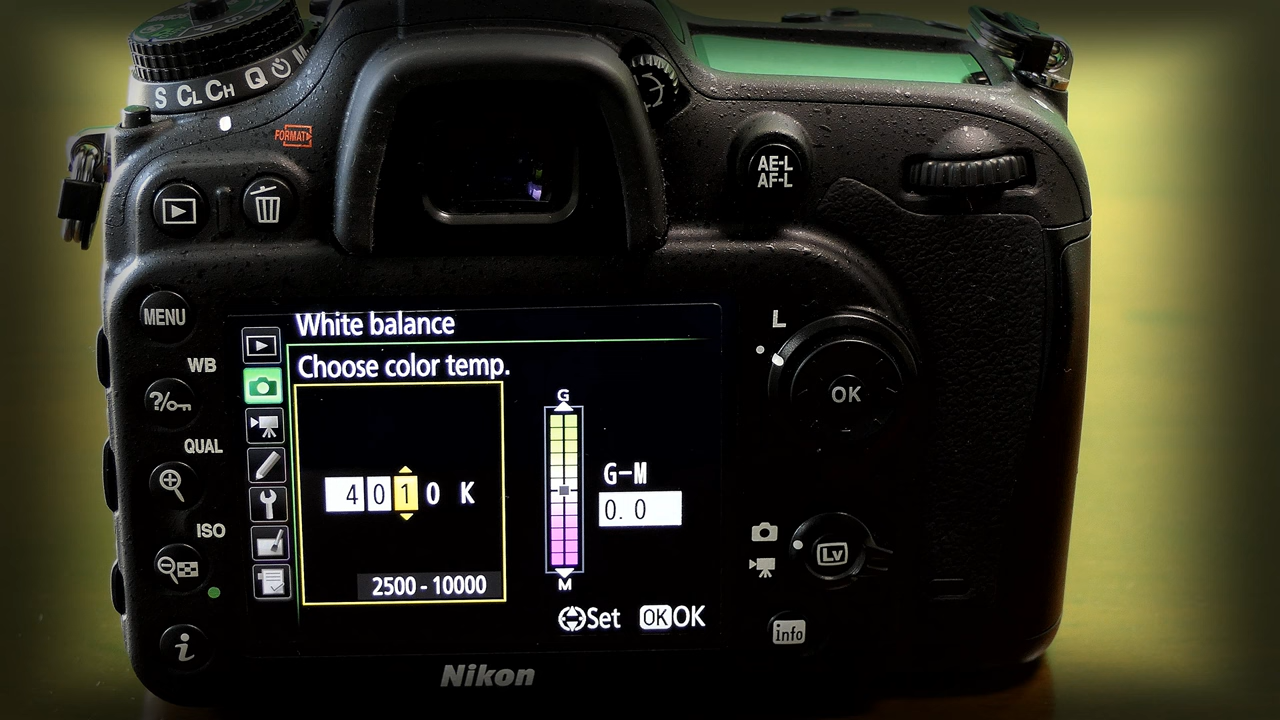 S CL CH Q M
FORMAT
AE-L
AF-L
MENU
WB
?
QUAL
ISO
i
White balance
Choose color temp.
4010 K
2500-10000
G
M
G-M
0.0
Set
OK OK
L
OK
Lv
info
Nikon